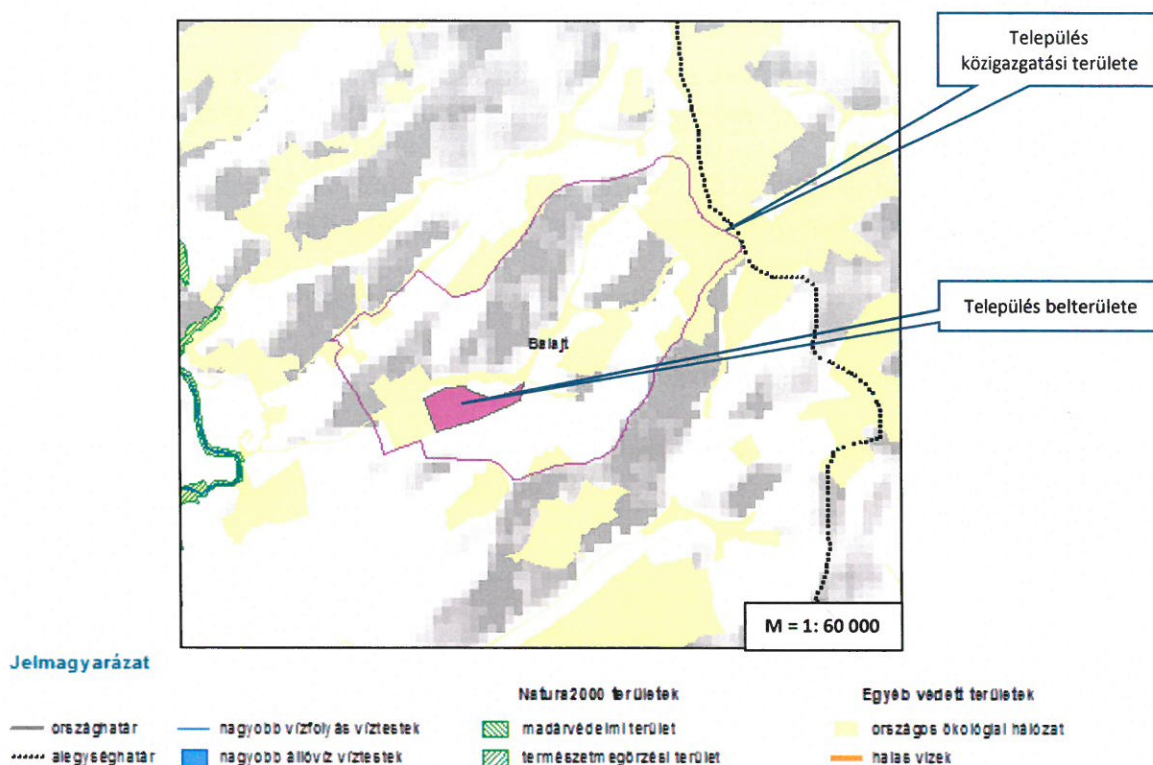 Település
közigazgatási területe
Település belterülete
Balajt
M = 1: 60 000
Jelmagyarázat
Natura2000 területek
Egyéb védett területek
országhatár
nagyobb vízfolyás víztestek
madárvédelmi terület
országos ökológiai hálózat
alegységhatár
nagyobb állóvíz víztestek
természetmegőrzési terület
halas vizek